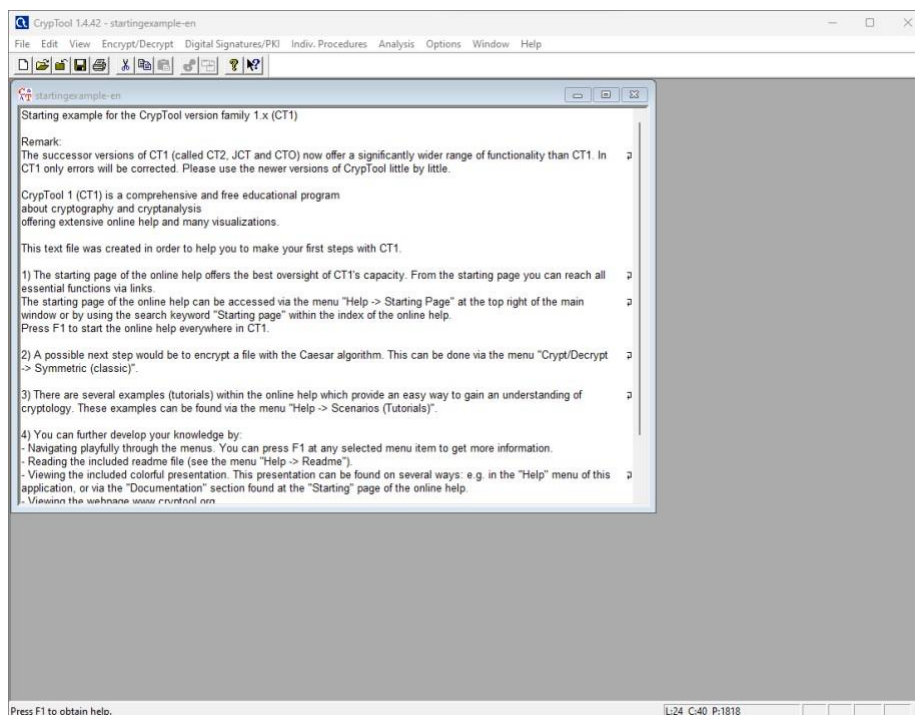 CrypTool 1.4.42 - startingexample-en
File Edit View Encrypt/Decrypt Digital Signatures/PKI Indiv. Procedures Analysis Options Window Help
startingexample-en
Starting example for the CrypTool version family 1.x (CT1)
Remark:
The successor versions of CT1 (called CT2, JCT and CTO) now offer a significantly wider range of functionality than CT1. In
CT1 only errors will be corrected. Please use the newer versions of CrypTool little by little.
CrypTool 1 (CT1) is a comprehensive and free educational program
about cryptography and cryptanalysis
offering extensive online help and many visualizations.
This text file was created in order to help you to make your first steps with CT1.
1) The starting page of the online help offers the best oversight of CT1's capacity. From the starting page you can reach all
essential functions via links.
The starting page of the online help can be accessed via the menu "Help -> Starting Page" at the top right of the main
window or by using the search keyword "Starting page" within the index of the online help.
Press F1 to start the online help everywhere in CT1.
2) A possible next step would be to encrypt a file with the Caesar algorithm. This can be done via the menu "Crypt/Decrypt
-> Symmetric (classic)".
3) There are several examples (tutorials) within the online help which provide an easy way to gain an understanding of
cryptology. These examples can be found via the menu "Help -> Scenarios (Tutorials)".
4) You can further develop your knowledge by:
- Navigating playfully through the menus. You can press F1 at any selected menu item to get more information.
- Reading the included readme file (see the menu "Help -> Readme").
- Viewing the included colorful presentation. This presentation can be found on several ways: e.g. in the "Help" menu of this
application, or via the "Documentation" section found at the "Starting" page of the online help.
- Viewing the webpage www.cryptool.org
Press F1 to obtain help.
L:24 C:40 P:1818